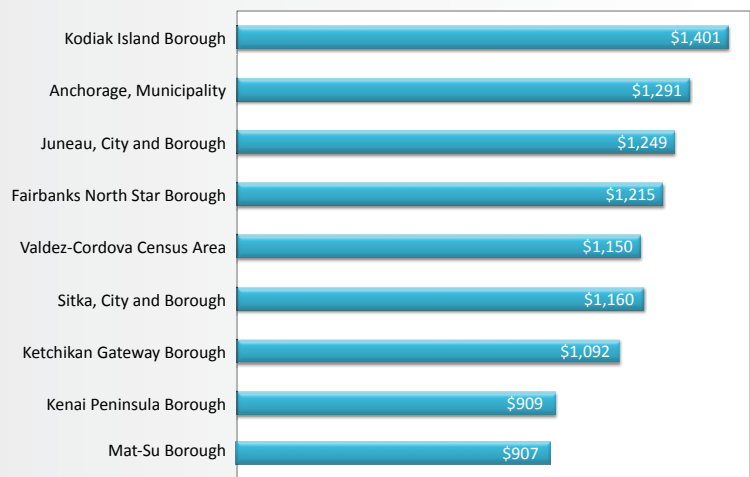 Kodiak Island Borough $1,401
Anchorage, Municipality $1,291
Juneau, City and Borough $1,249
Fairbanks North Star Borough $1,215
Valdez-Cordova Census Area $1,150
Sitka, City and Borough $1,160
Ketchikan Gateway Borough $1,092
Kenai Peninsula Borough $909
Mat-Su Borough $907